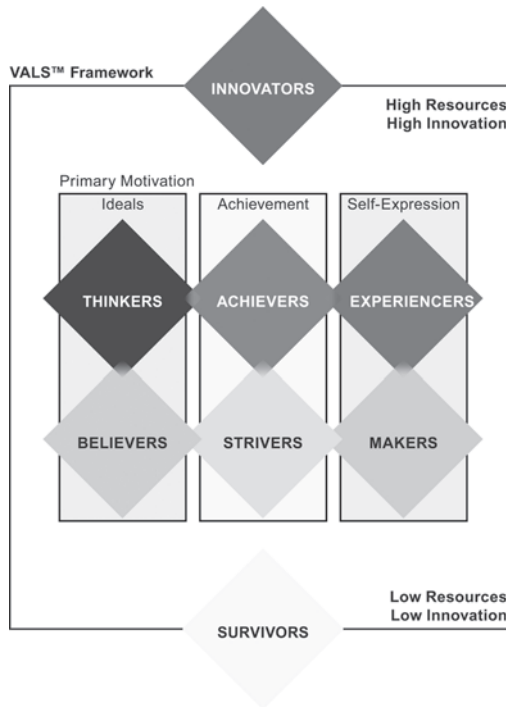 VALS™ Framework
INNOVATORS
High Resources
High Innovation
Primary Motivation
Ideals
Achievement
Self-Expression
THINKERS
ACHIEVERS
EXPERIENCERS
BELIEVERS
STRIVERS
MAKERS
Low Resources
Low Innovation
SURVIVORS